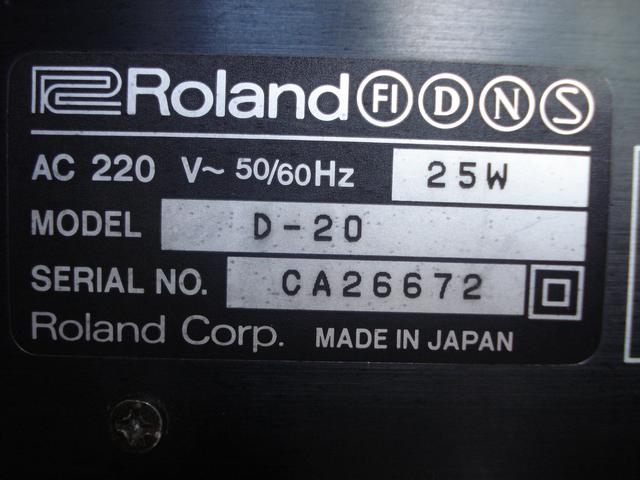 Roland FI D N S
AC 220 V~ 50/60Hz 25W
MODEL D-20
SERIAL NO. CA26672
Roland Corp. MADE IN JAPAN